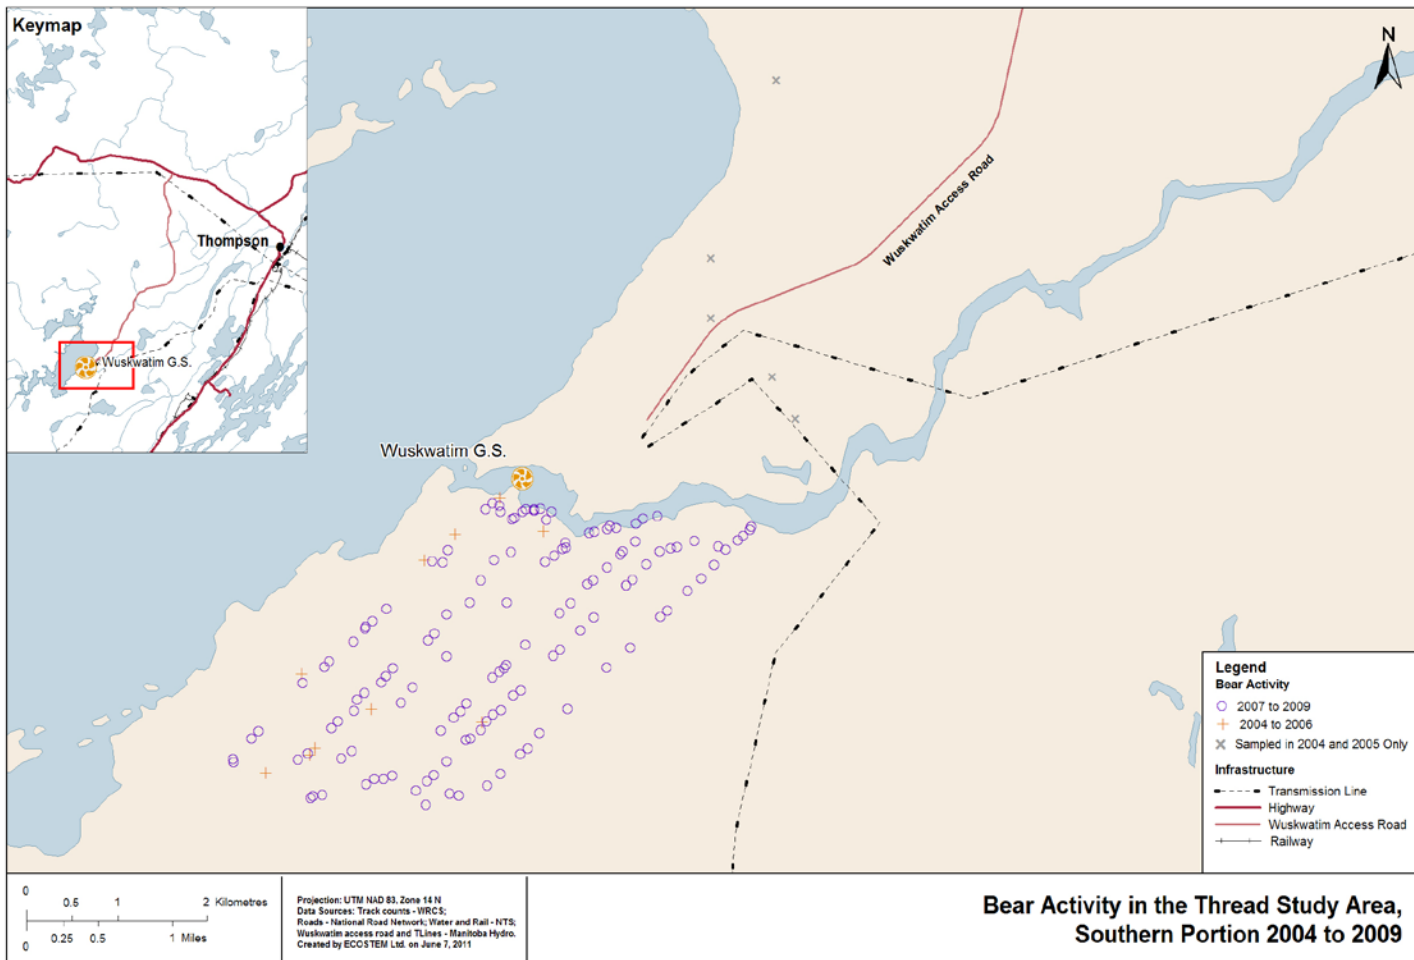 Keymap
Thompson
Wuskwatim G.S.
N
Wuskwatim Access Road
Wuskwatim G.S.
Legend
Bear Activity
2007 to 2009
2004 to 2006
Sampled in 2004 and 2005 Only
Infrastructure
Transmission Line
Highway
Wuskwatim Access Road
Railway
0
0.5 1 2 Kilometres
0.25 0.5 1 Miles
0
Projection: UTM NAD 83, Zone 14 N
Data Sources: Track counts - WRCS;
Roads - National Road Network; Water and Rail - NTS;
Wuskwatim access road and TLines - Manitoba Hydro.
Created by ECOSTEM Ltd. on June 7, 2011
Bear Activity in the Thread Study Area,
Southern Portion 2004 to 2009